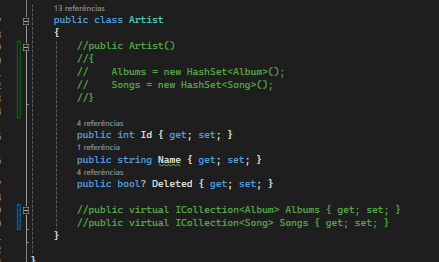 13 referências
public class Artist
{
//public Artist()
//{
//    Albums = new HashSet<Album>();
//    Songs = new HashSet<Song>();
//}
4 referências
public int Id { get; set; }
1 referência
public string Name { get; set; }
4 referências
public bool? Deleted { get; set; }
//public virtual ICollection<Album> Albums { get; set; }
//public virtual ICollection<Song> Songs { get; set; }
}
}